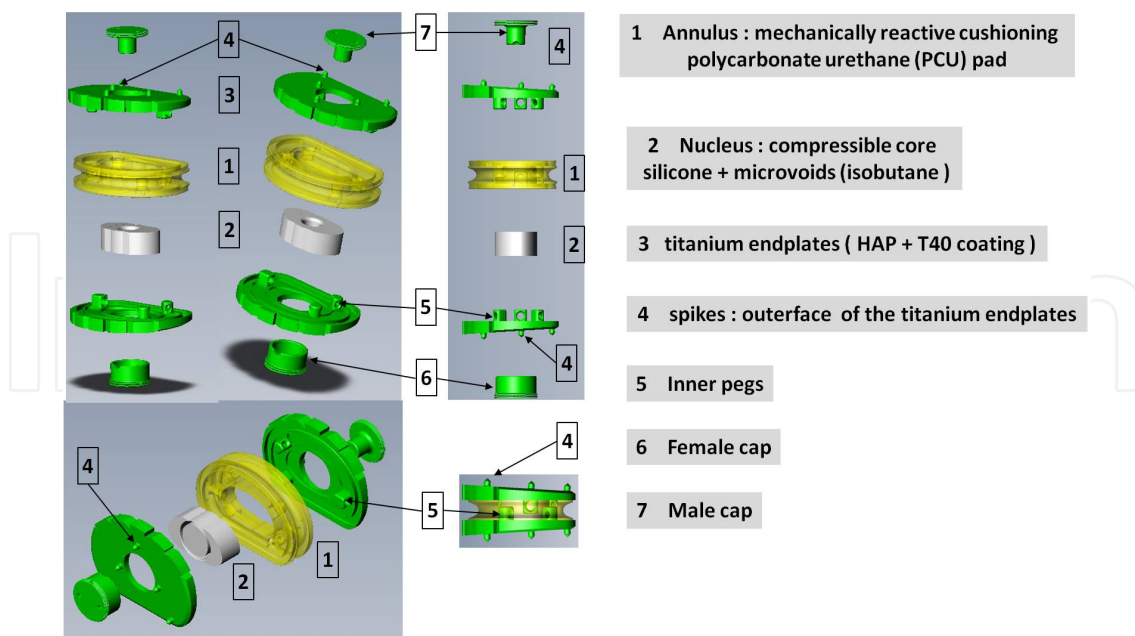 4
7
4
3
1
1
2
2
5
4
6
4
4
5
1
2
1 Annulus : mechanically reactive cushioning
polycarbonate urethane (PCU) pad
2 Nucleus : compressible core
silicone + microvoids (isobutane )
3 titanium endplates ( HAP + T40 coating )
4 spikes : outerface of the titanium endplates
5 Inner pegs
6 Female cap
7 Male cap